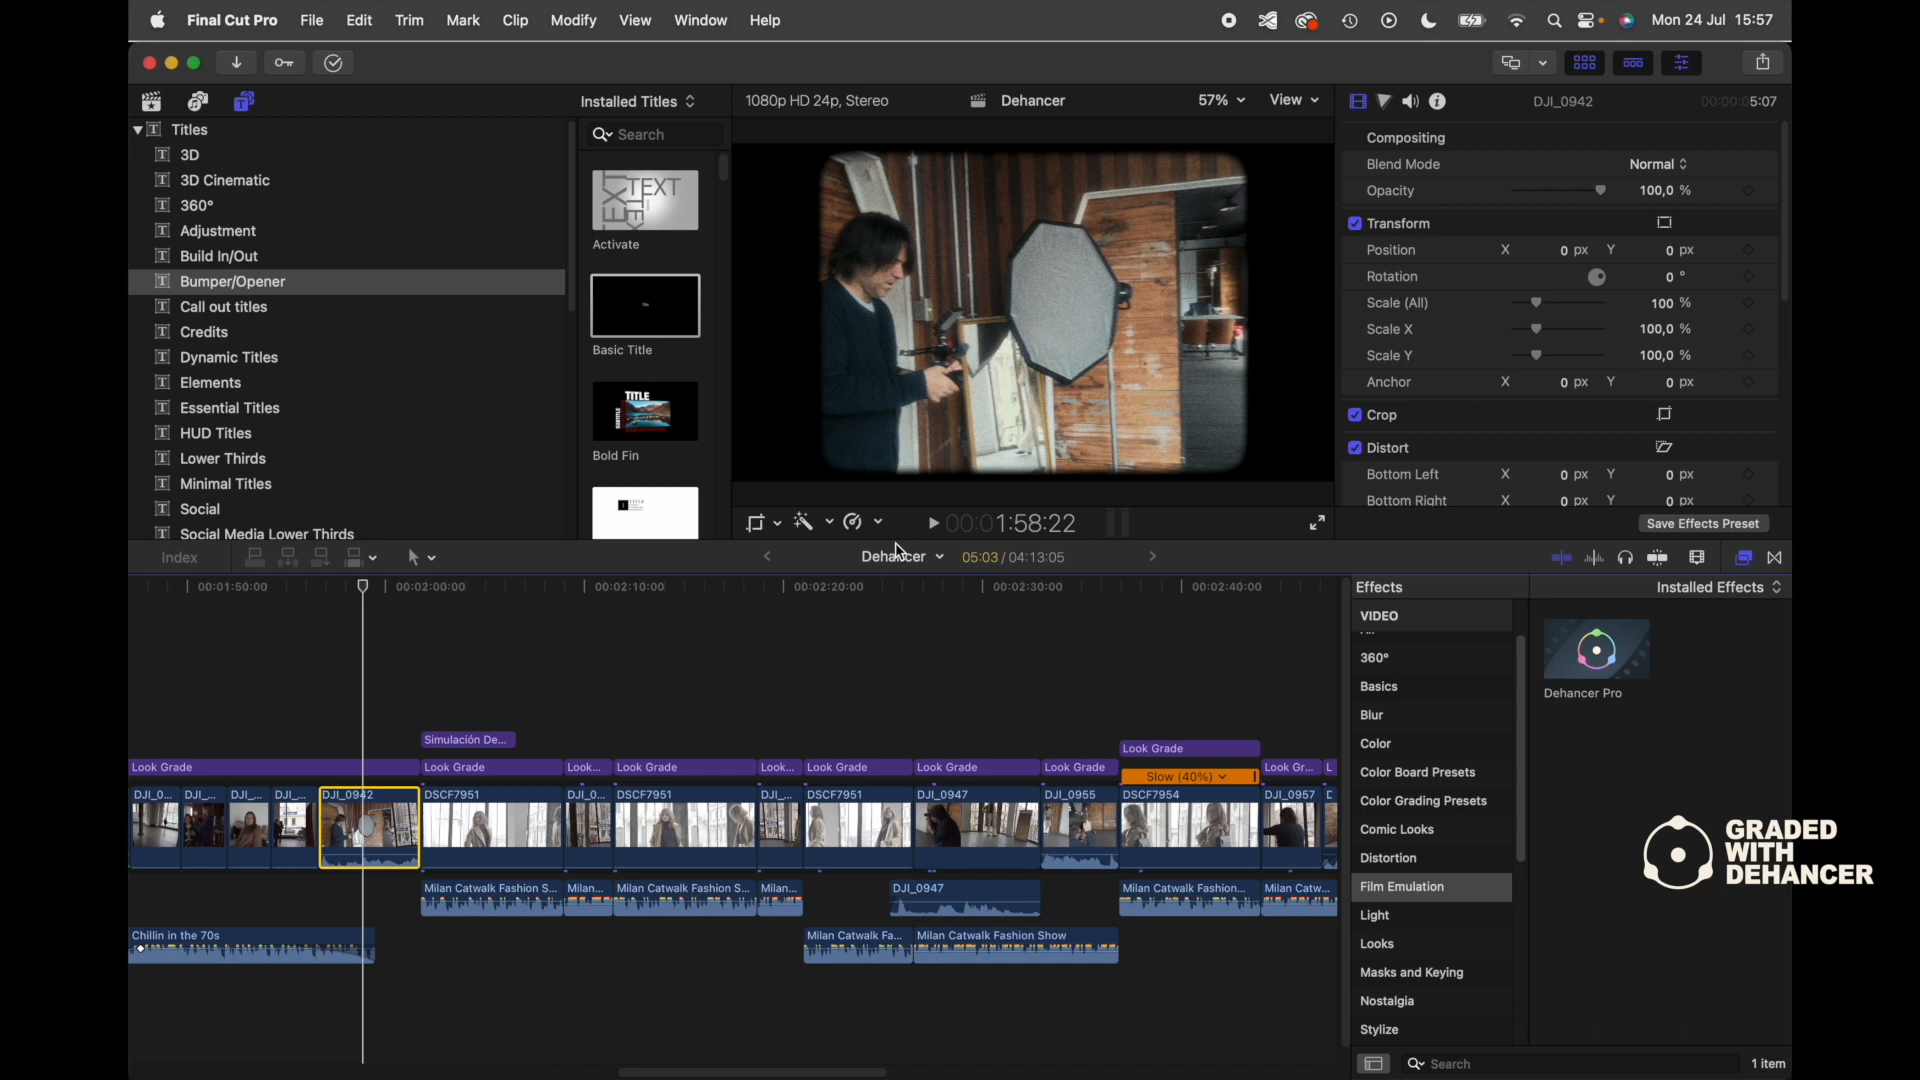 Final Cut Pro File Edit Trim Mark Clip Modify View Window Help Mon 24 Jul 15:57
Installed Titles
1080p HD 24p, Stereo Dehancer 57% View
DJI_0942 00:00:05:07
Titles
3D
3D Cinematic
360°
Adjustment
Build In/Out
Bumper/Opener
Call out titles
Credits
Dynamic Titles
Elements
Essential Titles
HUD Titles
Lower Thirds
Minimal Titles
Social
Social Media Lower Thirds
Search
TEXT
Activate
Basic Title
TITLE
SUBTITLE
Bold Fin
Compositing
Blend Mode Normal
Opacity 100,0 %
Transform
Position X 0 px Y 0 px
Rotation 0 °
Scale (All) 100 %
Scale X 100,0 %
Scale Y 100,0 %
Anchor X 0 px Y 0 px
Crop
Distort
Bottom Left X 0 px Y 0 px
Bottom Right X 0 px Y 0 px
00:01:58:22
Save Effects Preset
Index
Dehancer 05:03 / 04:13:05
00:01:50:00 00:02:00:00 00:02:10:00 00:02:20:00 00:02:30:00 00:02:40:00
Simulación De...
Look Grade
Look Grade Look Grade Look... Look Grade Look... Look Grade Look Grade Look Grade Look Gr... L
Slow (40%)
DJI_0... DJI_... DJI_... DJI_... DJI_0942 DSCF7951 DJI_0... DSCF7951 DJI_... DSCF7951 DJI_0947 DJI_0955 DSCF7954 DJI_0957
Milan Catwalk Fashion S... Milan... Milan Catwalk Fashion S... Milan... DJI_0947 Milan Catwalk Fashion... Milan Catw...
Chillin in the 70s Milan Catwalk Fa... Milan Catwalk Fashion Show
Effects Installed Effects
VIDEO
360°
Basics
Blur
Color
Color Board Presets
Color Grading Presets
Comic Looks
Distortion
Film Emulation
Light
Looks
Masks and Keying
Nostalgia
Stylize
Dehancer Pro
Search 1 item
GRADED
WITH
DEHANCER